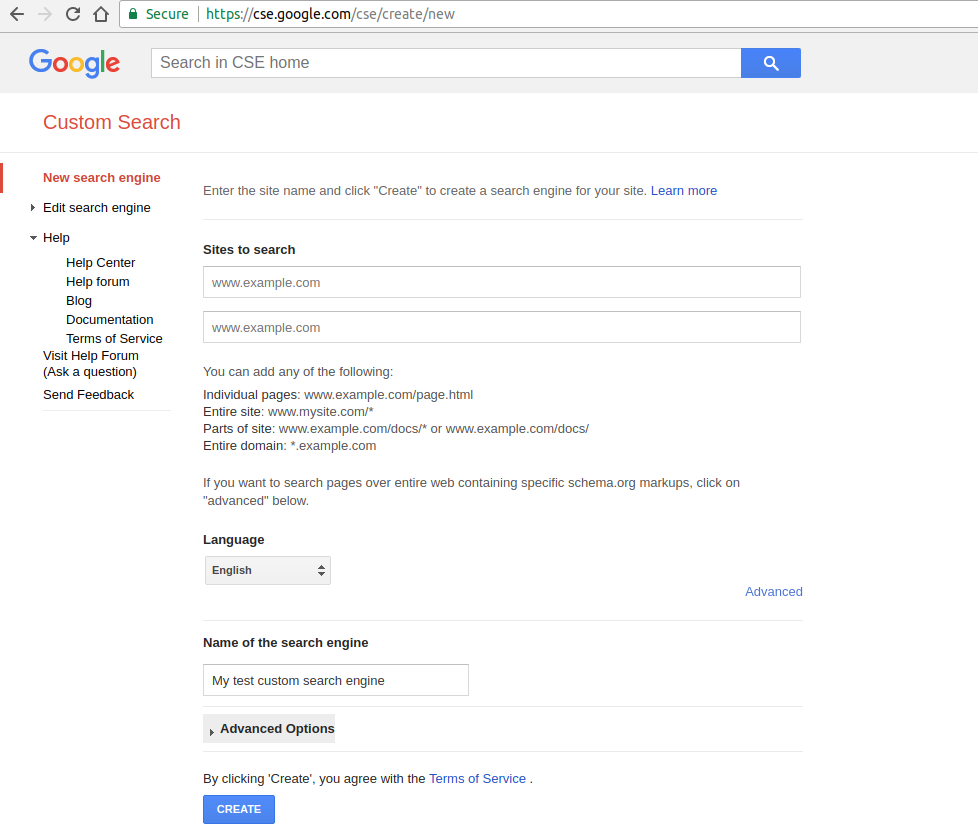 Secure https://cse.google.com/cse/create/new
Google
Search in CSE home
Custom Search
New search engine
Edit search engine
Help
Help Center
Help forum
Blog
Documentation
Terms of Service
Visit Help Forum
(Ask a question)
Send Feedback
Enter the site name and click "Create" to create a search engine for your site. Learn more
Sites to search
www.example.com
www.example.com
You can add any of the following:
Individual pages: www.example.com/page.html
Entire site: www.mysite.com/*
Parts of site: www.example.com/docs/* or www.example.com/docs/
Entire domain: *.example.com
If you want to search pages over entire web containing specific schema.org markups, click on
"advanced" below.
Language
English
Advanced
Name of the search engine
My test custom search engine
Advanced Options
By clicking 'Create', you agree with the Terms of Service .
CREATE